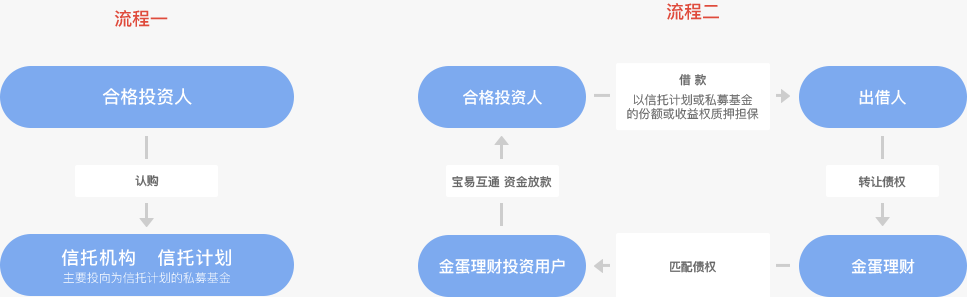 流程一
合格投资人
认购
信托机构 信托计划
主要投向为信托计划的私募基金
流程二
合格投资人
借 款
以信托计划或私募基金
的份额或收益权质押担保
出借人
宝易互通 资金放款
转让债权
金蛋理财投资用户
匹配债权
金蛋理财